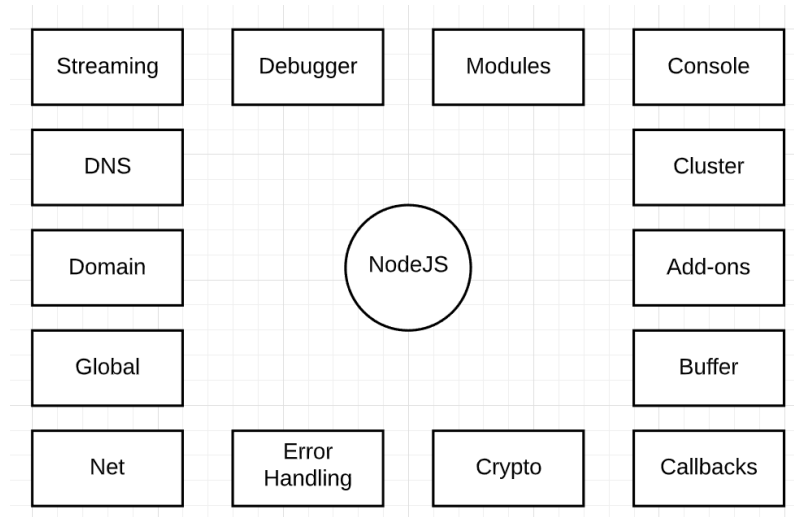 Streaming
Debugger
Modules
Console
DNS
Cluster
NodeJS
Domain
Add-ons
Global
Buffer
Net
Error
Handling
Crypto
Callbacks